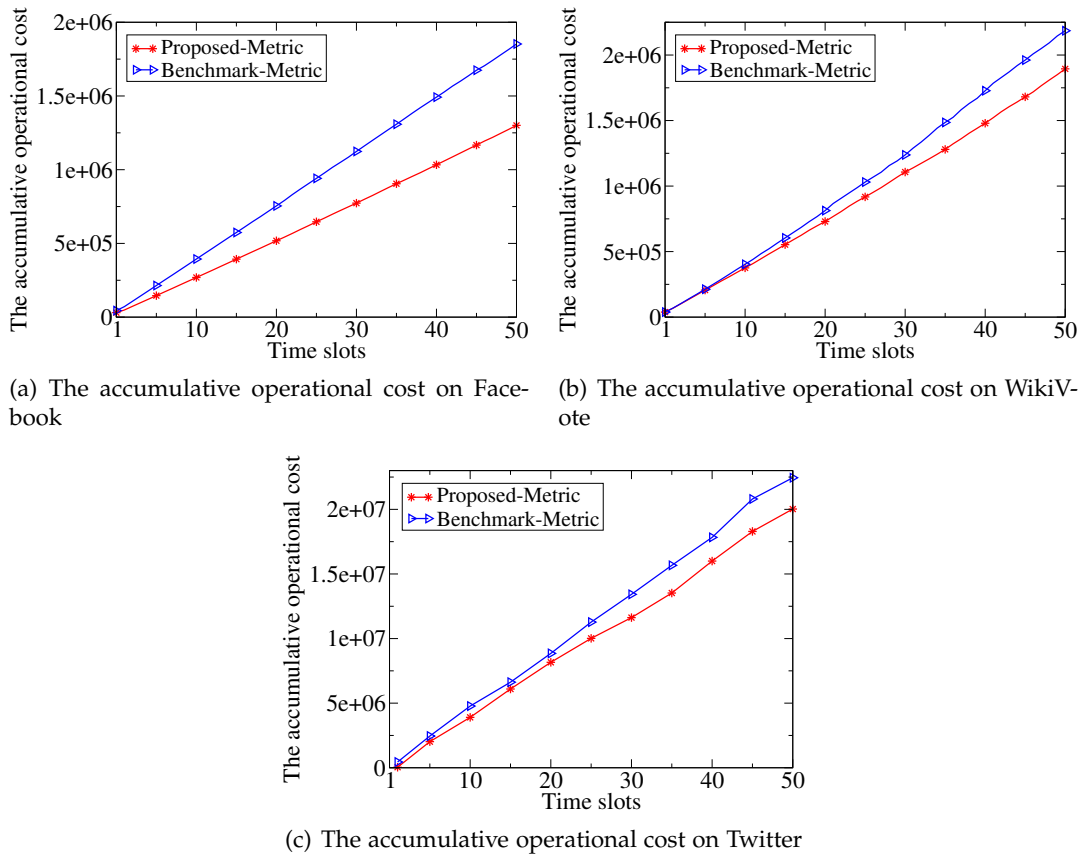 The accumulative operational cost
2e+06
1.5e+06
1e+06
5e+05
0
Proposed-Metric
Benchmark-Metric
1 10 20 30 40 50
Time slots
(a) The accumulative operational cost on Face-
book
The accumulative operational cost
2e+06
1.5e+06
1e+06
5e+05
0
Proposed-Metric
Benchmark-Metric
1 10 20 30 40 50
Time slots
(b) The accumulative operational cost on WikiV-
ote
The accumulative operational cost
2e+07
1.5e+07
1e+07
5e+06
0
Proposed-Metric
Benchmark-Metric
1 10 20 30 40 50
Time slots
(c) The accumulative operational cost on Twitter